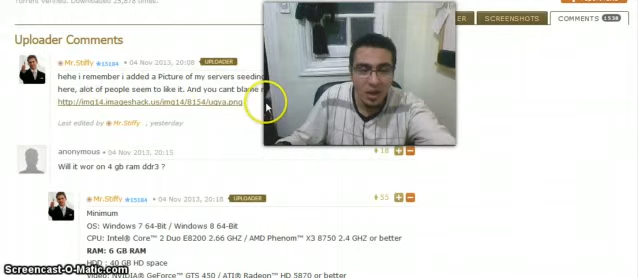 Torrent verified. Downloaded 25,878 times.
SCREENSHOTS
COMMENTS 1538
Uploader Comments
Mr.Stiffy 15184 • 04 Nov 2013, 20:08 UPLOADER
hehe i remember i added a Picture of my servers seeding
here, alot of people seem to like it. And you cant blame
http://img14.imageshack.us/img14/8154/ugya.png
Last edited by Mr.Stiffy , yesterday
anonymous • 04 Nov 2013, 20:15
18
Will it wor on 4 gb ram ddr3 ?
Mr.Stiffy 15184 • 04 Nov 2013, 20:18 UPLOADER
55
Minimum
OS: Windows 7 64-Bit / Windows 8 64-Bit
CPU: Intel® Core™ 2 Duo E8200 2.66 GHz / AMD Phenom™ X3 8750 2.4 GHz or better
RAM: 6 GB RAM
HDD : 40 GB HD space
Video: NVIDIA® GeForce™ GTS 450 / ATI® Radeon™ HD 5870 or better
Screencast-O-Matic.com